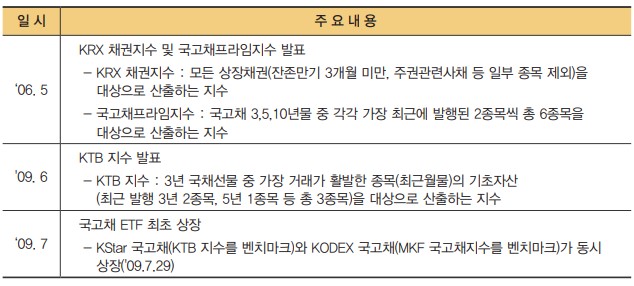 일 시 주 요 내 용
KRX 채권지수 및 국고채프라임지수 발표
– KRX 채권지수 : 모든 상장채권(잔존만기 3개월 미만, 주권관련사채 등 일부 종목 제외)을
‘06. 5 대상으로 산출하는 지수
– 국고채프라임지수 : 국고채 3,5,10년물 중 각각 가장 최근에 발행된 2종목씩 총 6종목을
대상으로 산출하는 지수
KTB 지수 발표
'09. 6 – KTB 지수 : 3년 국채선물 중 가장 거래가 활발한 종목(최근월물)의 기초자산
(최근 발행 3년 2종목, 5년 1종목 등 총 3종목)을 대상으로 산출하는 지수
국고채 ETF 최초 상장
‘09. 7 – KStar 국고채(KTB 지수를 벤치마크)와 KODEX 국고채(MKF 국고채지수를 벤치마크)가 동시
상장('09.7.29)